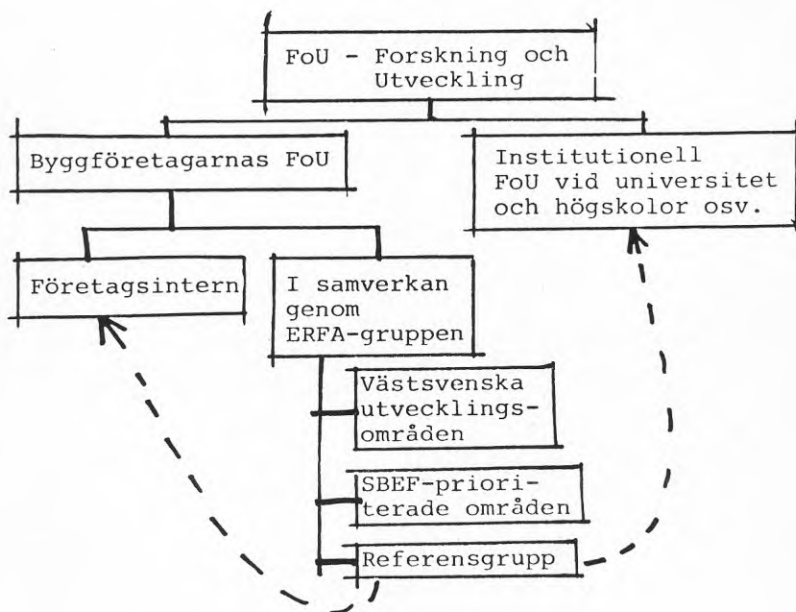 FoU - Forskning och
Utveckling
Byggföretagarnas FoU
Institutionell
FoU vid universitet
och högskolor osv.
Företagsintern
I samverkan
genom
ERFA-gruppen
Västsvenska
utvecklings-
områden
SBEF-priori-
terade områden
Referensgrupp